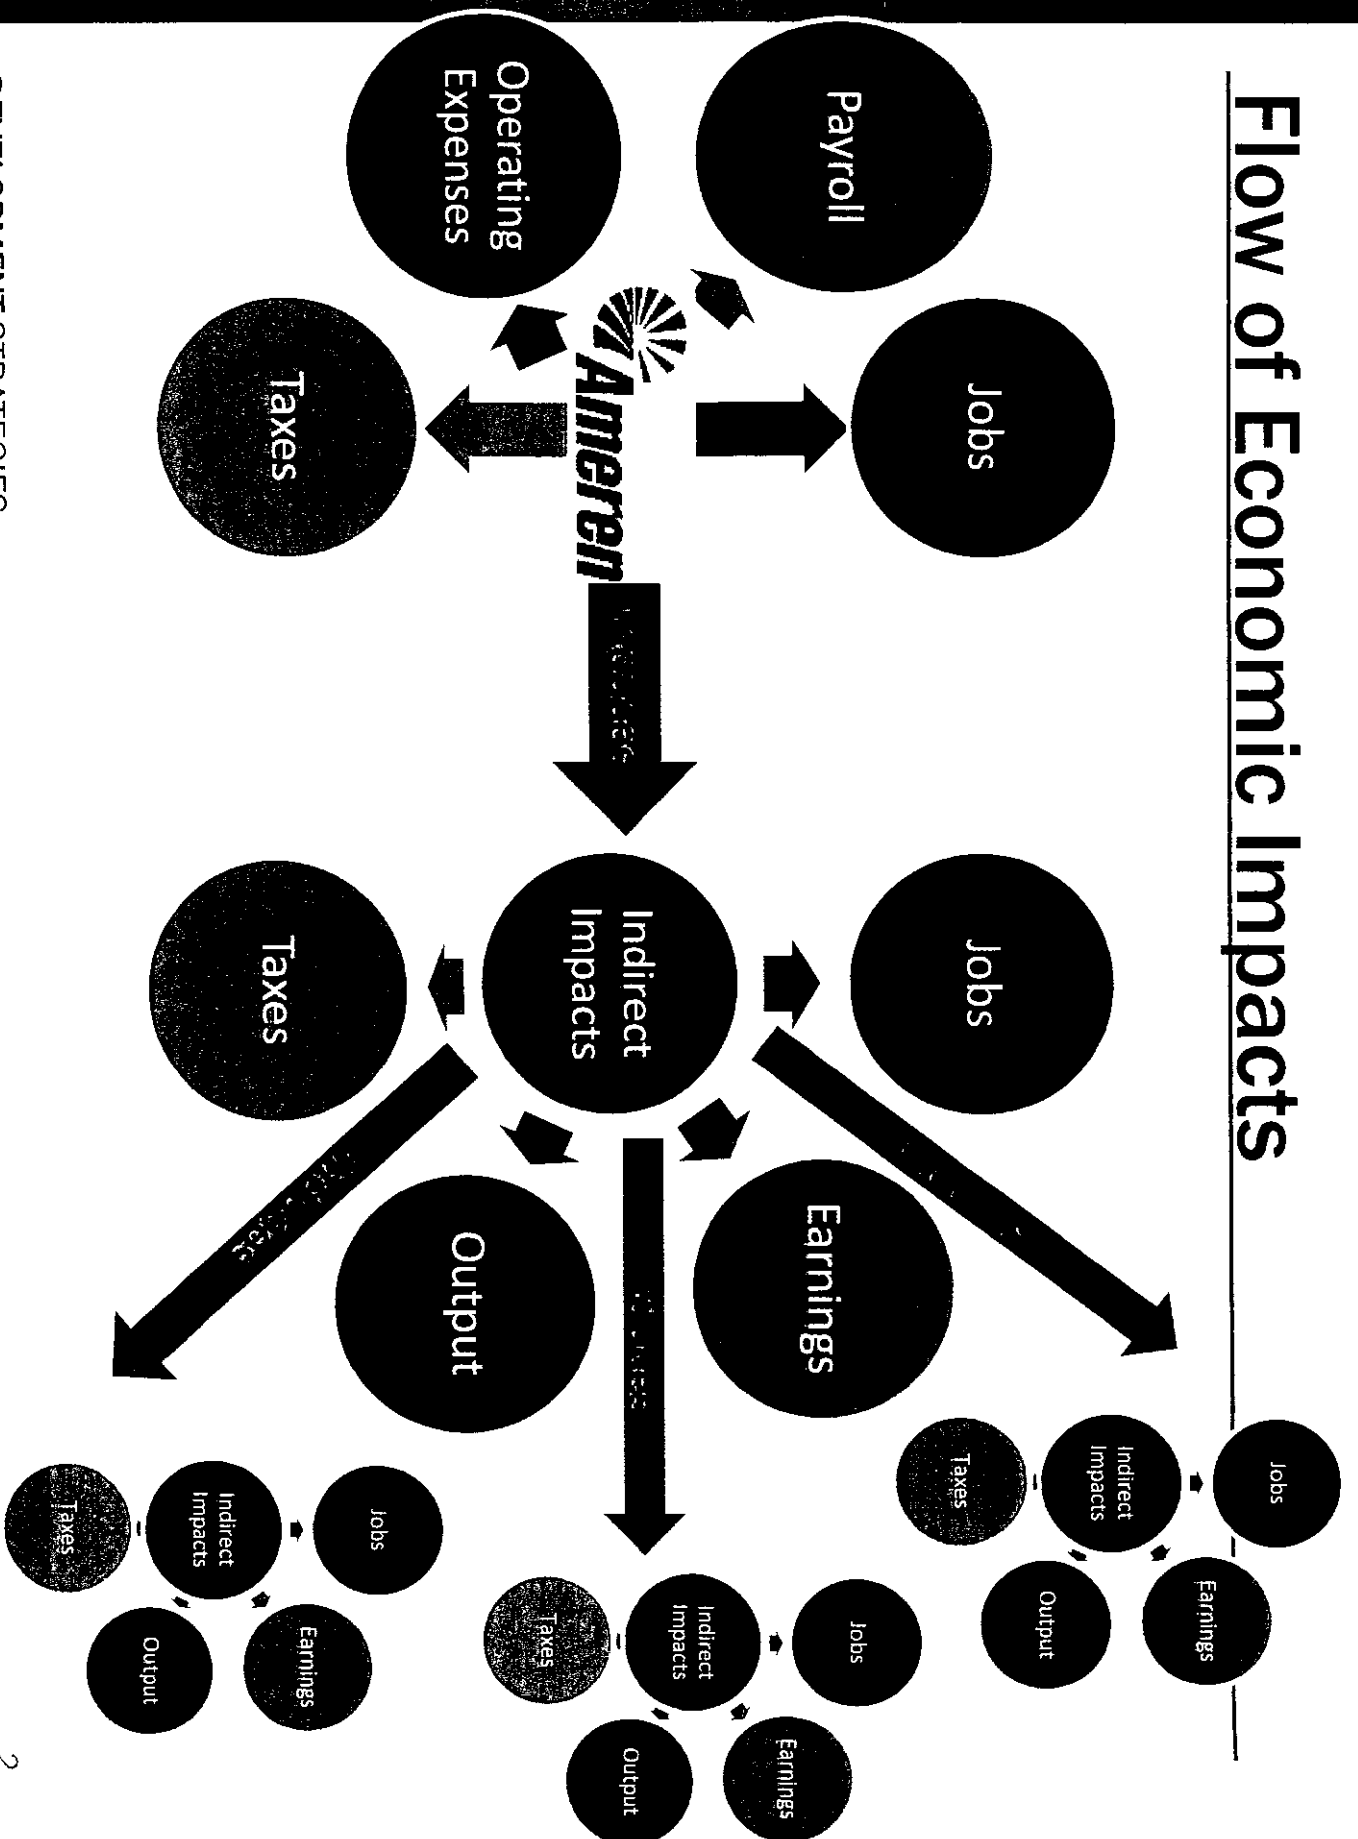 Flow of Economic Impacts
Payroll
Jobs
Operating
Expenses
Ameren
Taxes
Jobs
Indirect
Impacts
Earnings
Output
Taxes
Jobs
Indirect
Impacts
Earnings
Output
Taxes
Jobs
Indirect
Impacts
Earnings
Output
Taxes
Jobs
Indirect
Impacts
Earnings
Output
Taxes
2